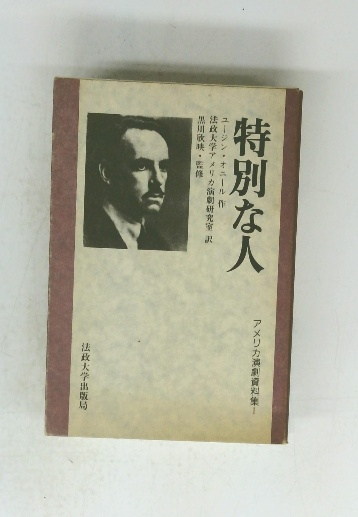 特別な人
ユージン・オニール作
法政大学アメリカ演劇研究室 訳
黒川欣映・監修
アメリカ演劇資料集Ⅰ
法政大学出版局